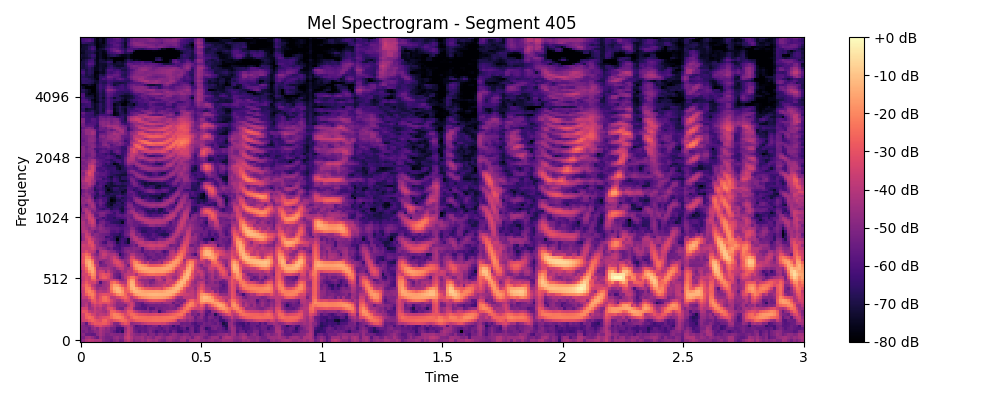 Mel Spectrogram - Segment 405
Frequency
4096
2048
1024
512
0
0
0.5
1
1.5
2
2.5
3
Time
+0 dB
-10 dB
-20 dB
-30 dB
-40 dB
-50 dB
-60 dB
-70 dB
-80 dB